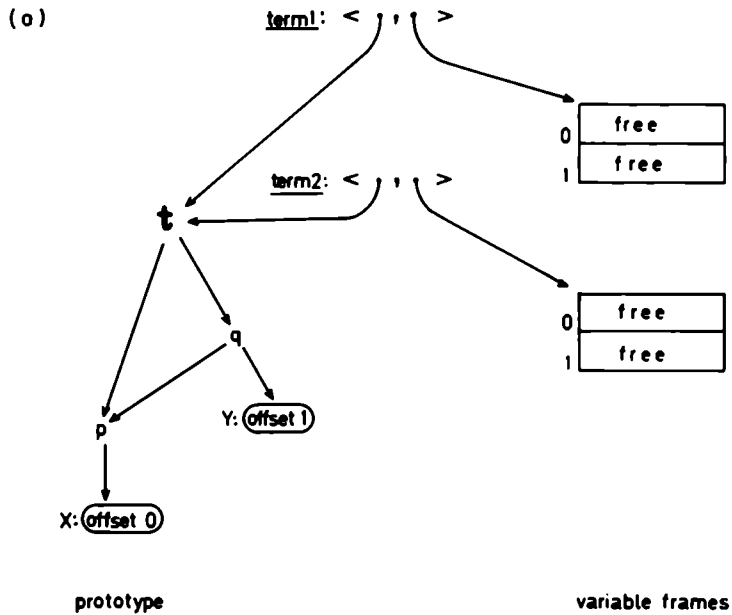 (a)
term1: < . , . >
0 free
1 free
term2: < . , . >
t
0 free
1 free
q
Y: offset 1
p
X: offset 0
prototype
variable frames